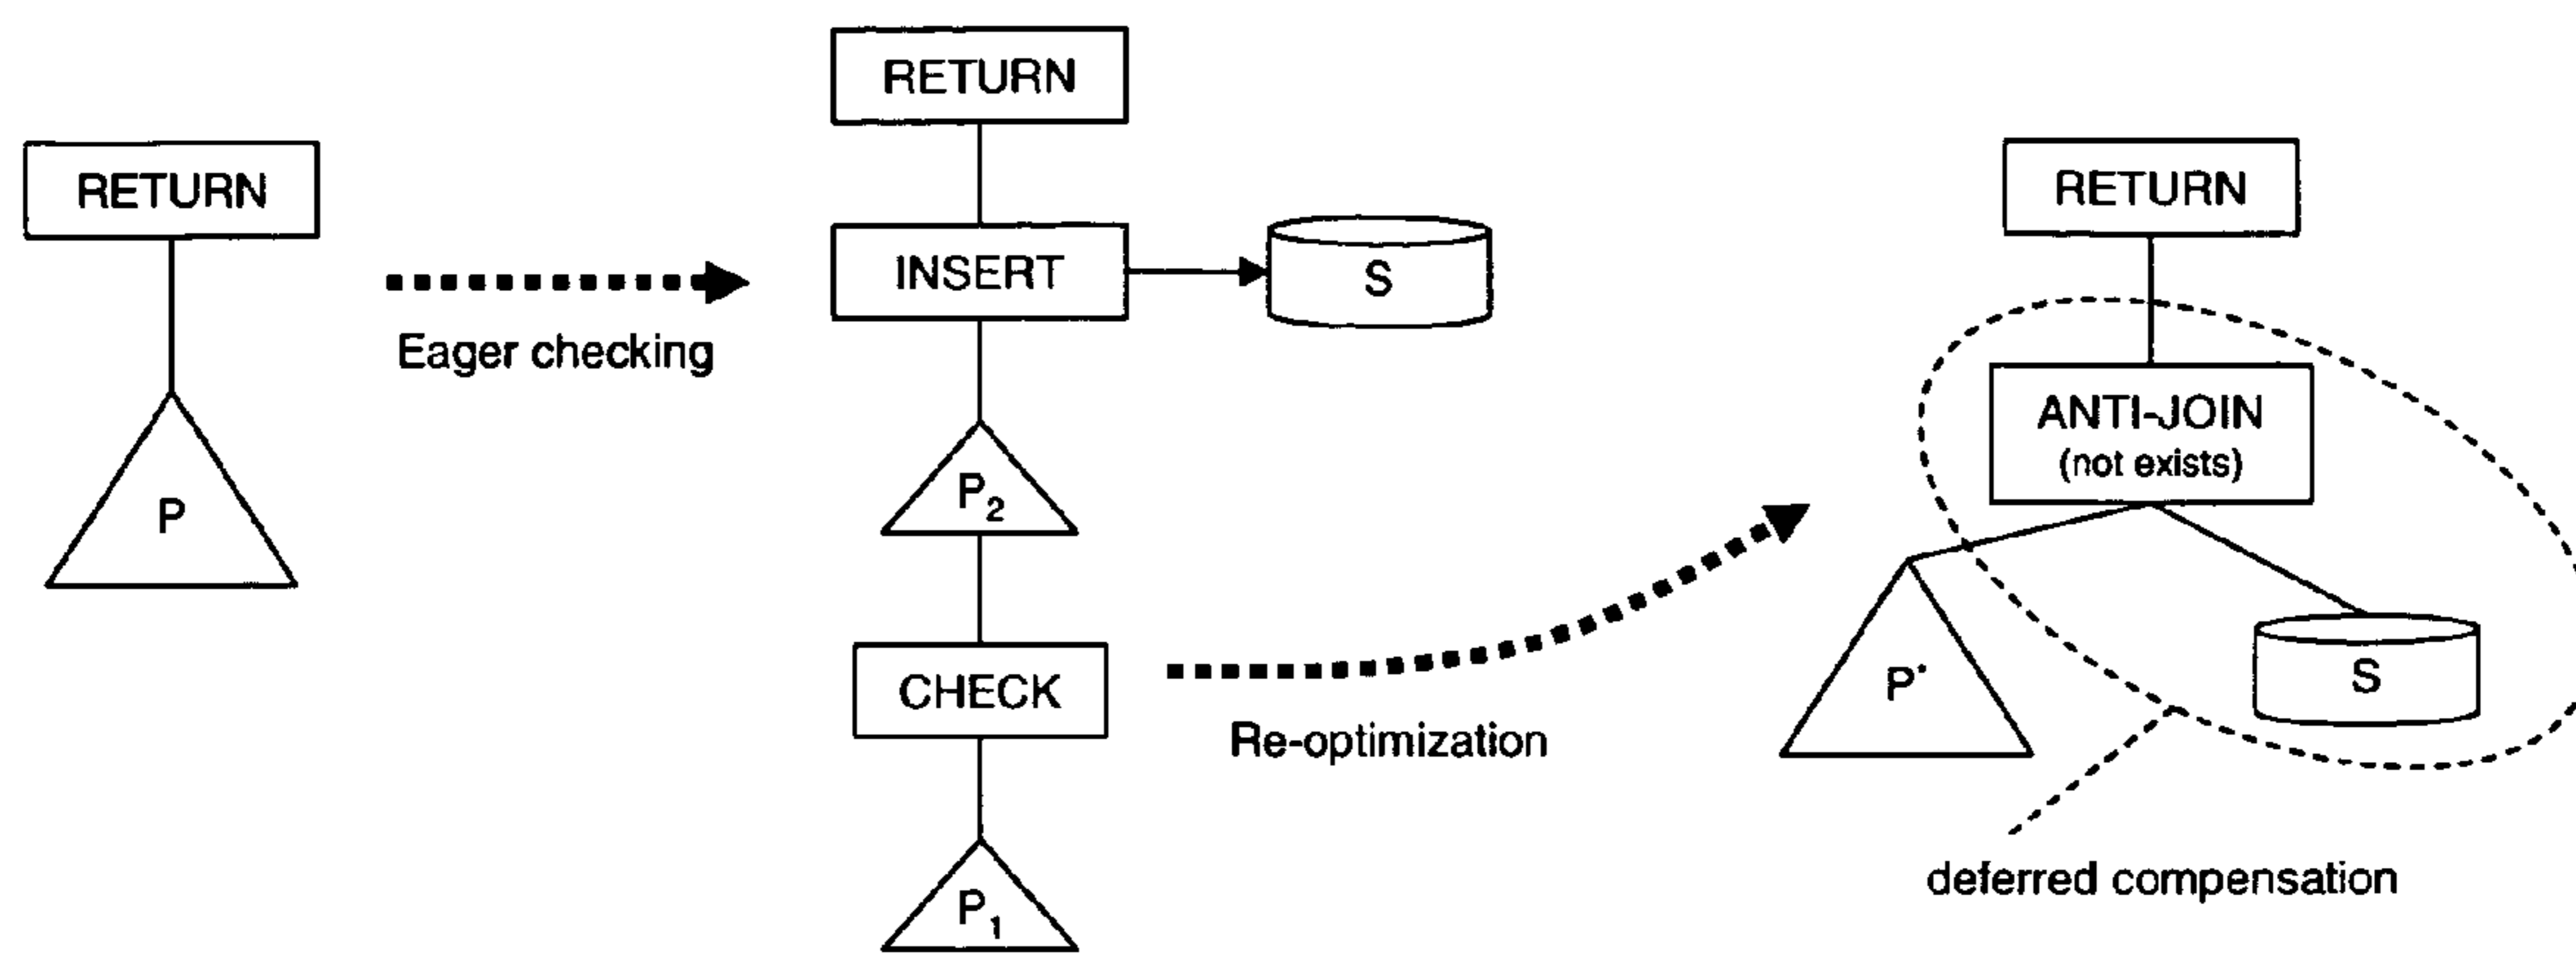 RETURN
P
Eager checking
RETURN
INSERT
S
P2
CHECK
P1
Re-optimization
RETURN
ANTI-JOIN
(not exists)
P*
S
deferred compensation